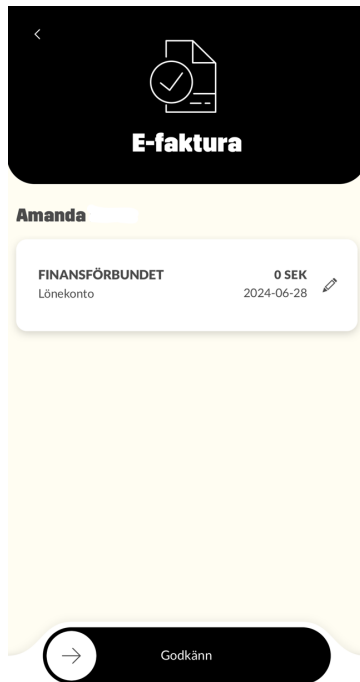 E-faktura
Amanda
FINANSFÖRBUNDET 0 SEK
Lönekonto 2024-06-28
Godkänn